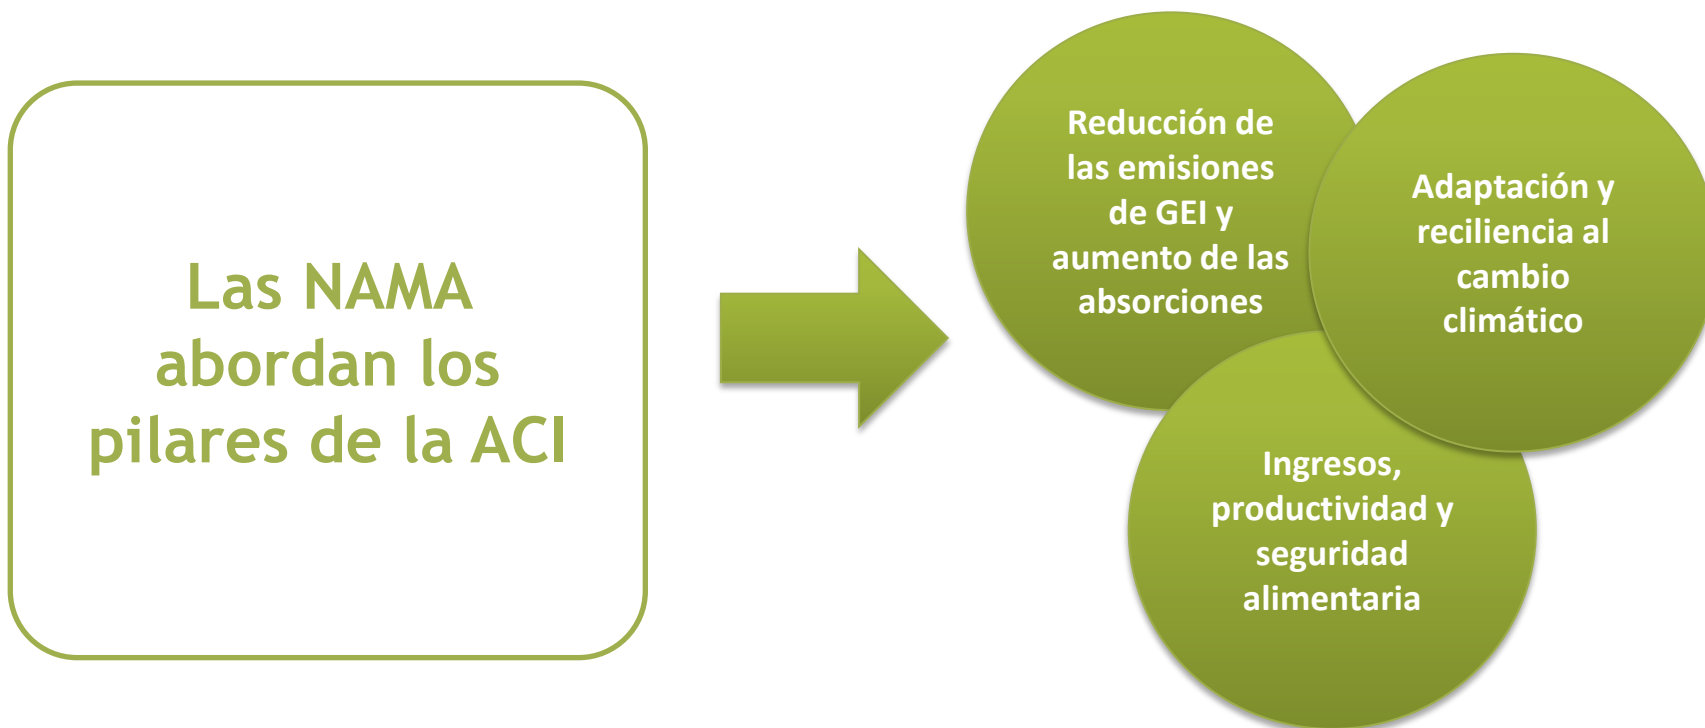 Las NAMA
abordan los
pilares de la ACI
Reducción de
las emisiones
de GEI y
aumento de las
absorciones
Adaptación y
reciliencia al
cambio
climático
Ingresos,
productividad y
seguridad
alimentaria